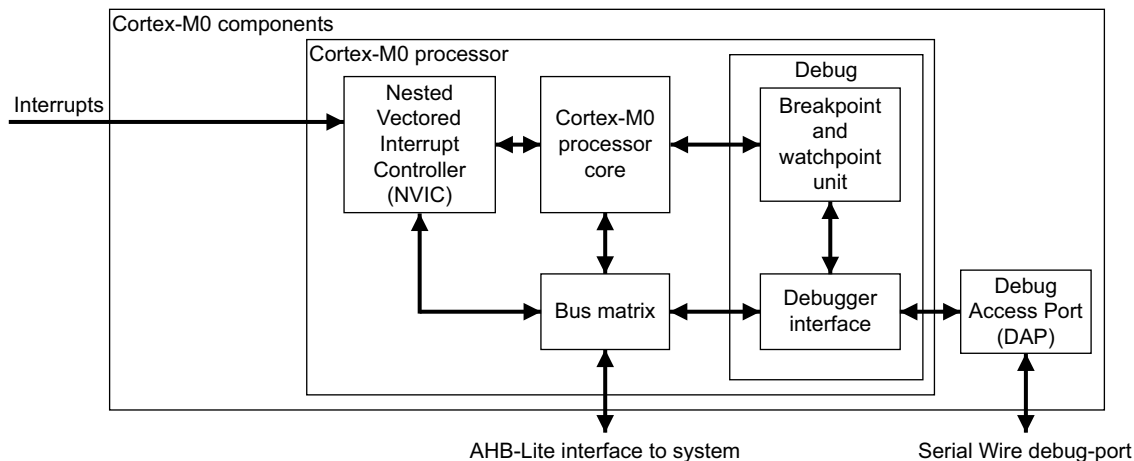 Cortex-M0 components
Cortex-M0 processor
Debug
Interrupts
Nested
Vectored
Interrupt
Controller
(NVIC)
Cortex-M0
processor
core
Breakpoint
and
watchpoint
unit
Bus matrix
Debugger
interface
Debug
Access Port
(DAP)
AHB-Lite interface to system
Serial Wire debug-port